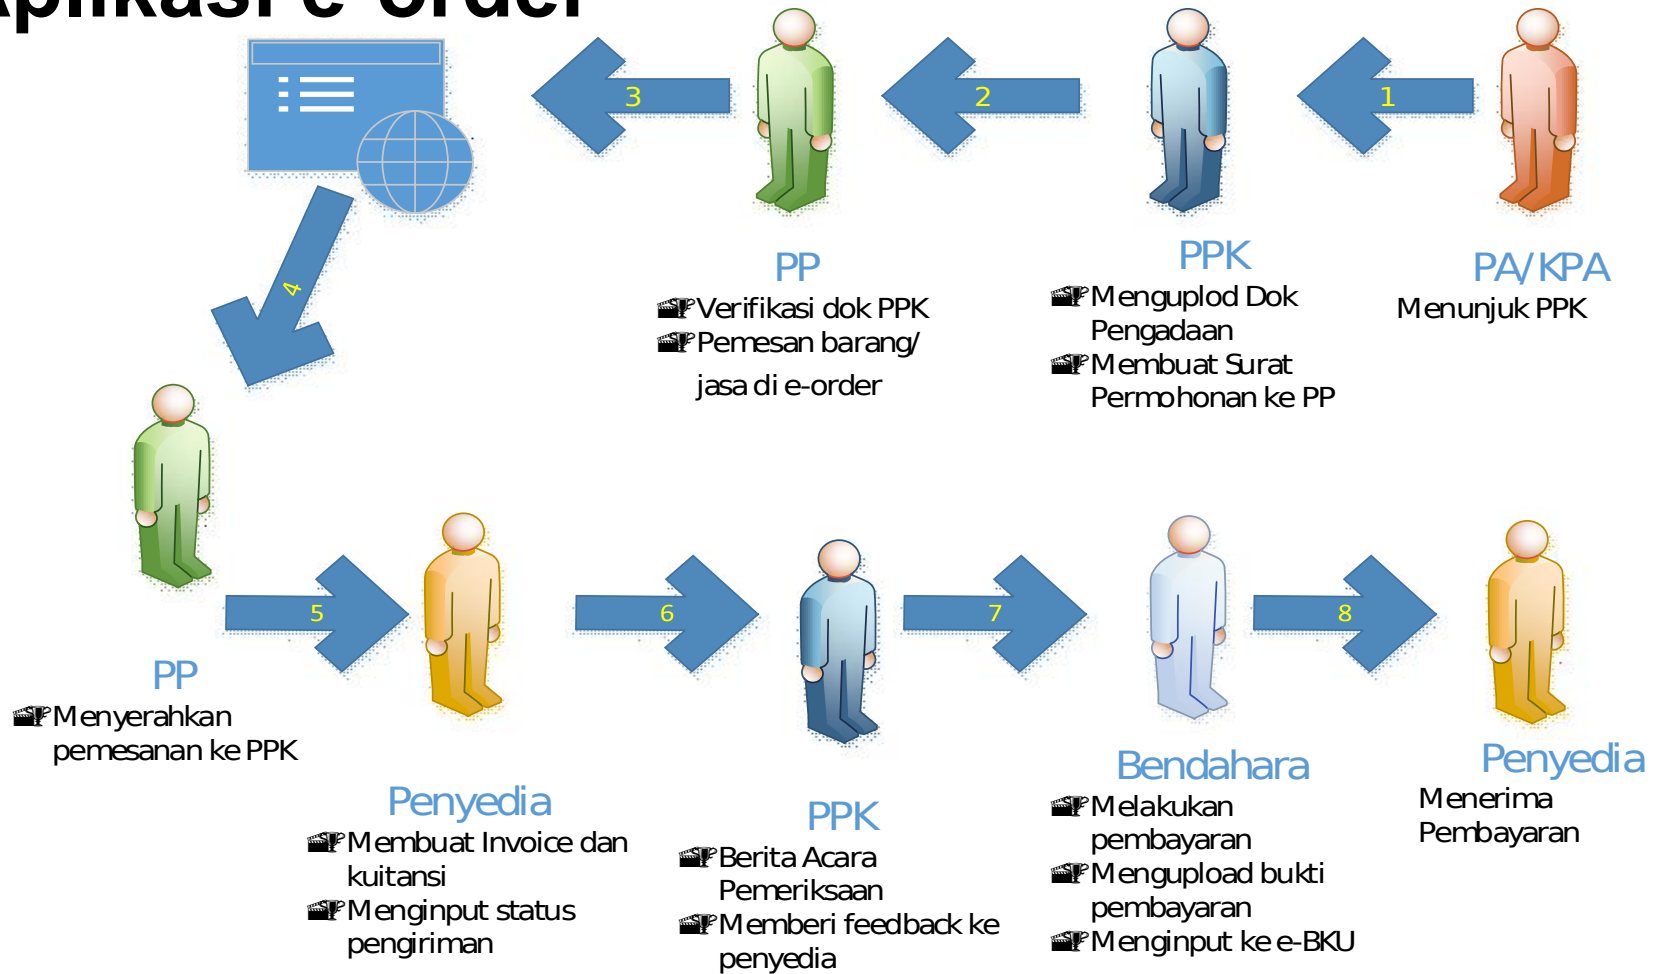 Aplikasi e-order
3
2
1
4
PP
Verifikasi dok PPK
Pemesan barang/
jasa di e-order
PPK
Menguplod Dok
Pengadaan
Membuat Surat
Permohonan ke PP
PA/KPA
Menunjuk PPK
5
6
7
8
PP
Menyerahkan
pemesanan ke PPK
Penyedia
Membuat Invoice dan
kuitansi
Menginput status
pengiriman
PPK
Berita Acara
Pemeriksaan
Memberi feedback ke
penyedia
Bendahara
Melakukan
pembayaran
Mengupload bukti
pembayaran
Menginput ke e-BKU
Penyedia
Menerima
Pembayaran